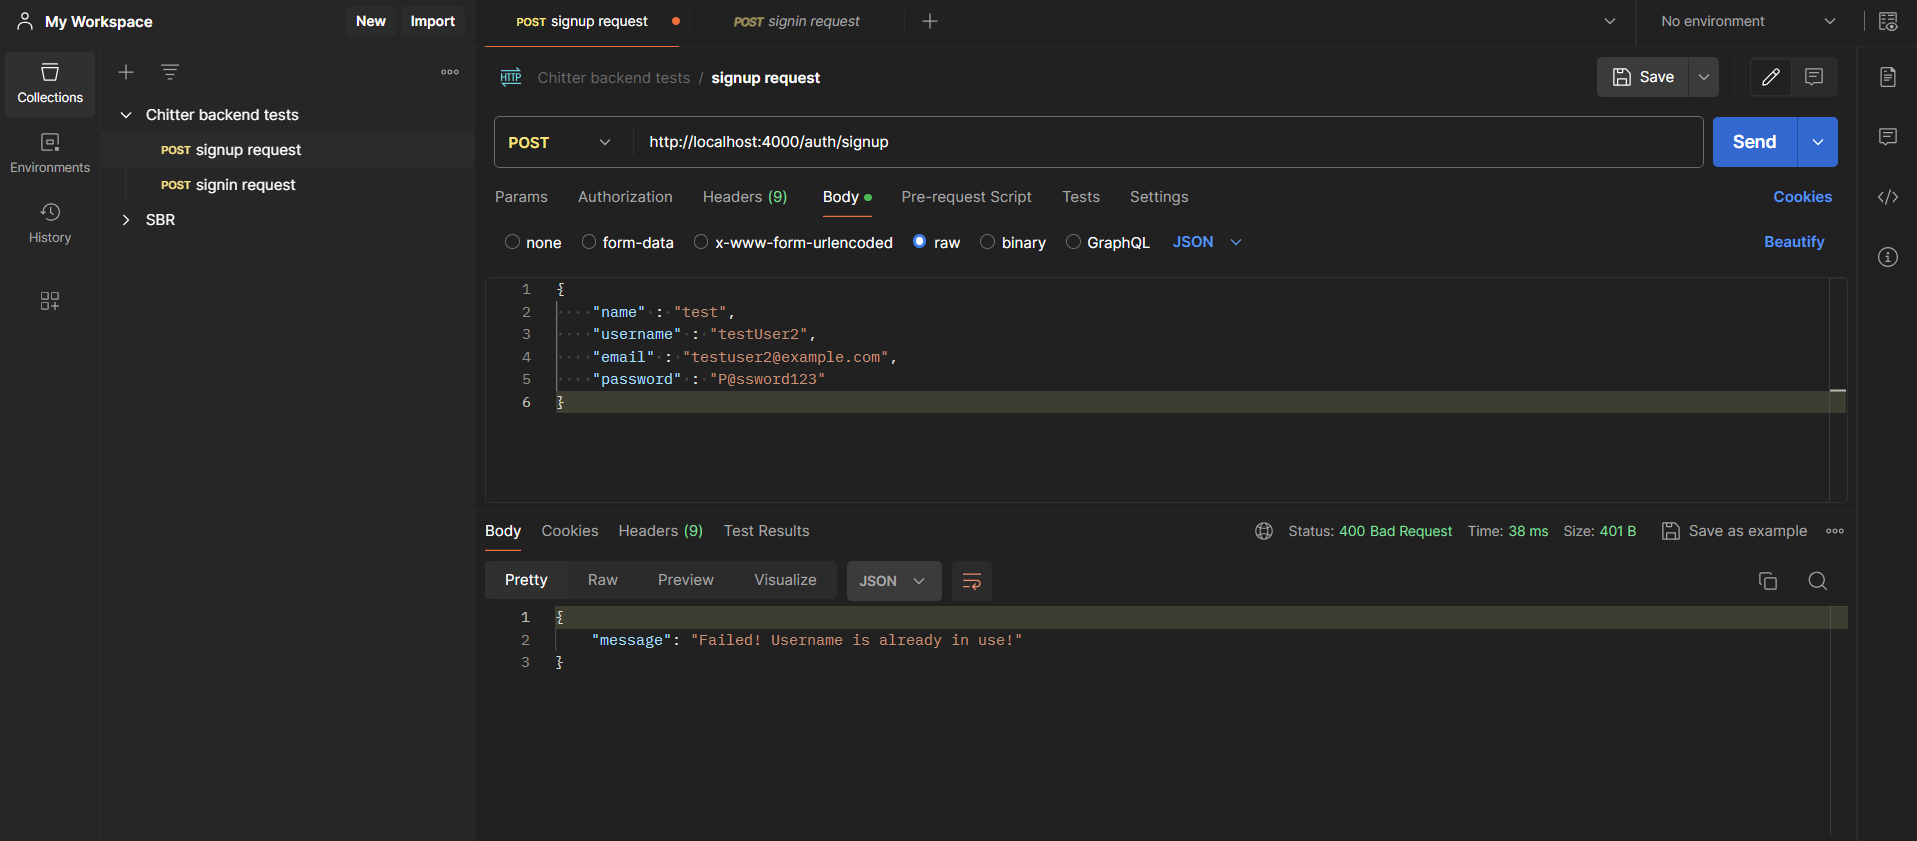 My Workspace
New
Import
POST signup request
POST signin request
No environment
Collections
Environments
History
Chitter backend tests
POST signup request
POST signin request
SBR
HTTP
Chitter backend tests / signup request
Save
POST
http://localhost:4000/auth/signup
Send
Params
Authorization
Headers (9)
Body
Pre-request Script
Tests
Settings
Cookies
none
form-data
x-www-form-urlencoded
raw
binary
GraphQL
JSON
Beautify
1 {
2 "name" : "test",
3 "username" : "testUser2",
4 "email" : "testuser2@example.com",
5 "password" : "P@ssword123"
6 }
Body
Cookies
Headers (9)
Test Results
Status: 400 Bad Request
Time: 38 ms
Size: 401 B
Save as example
Pretty
Raw
Preview
Visualize
JSON
1 {
2 "message": "Failed! Username is already in use!"
3 }